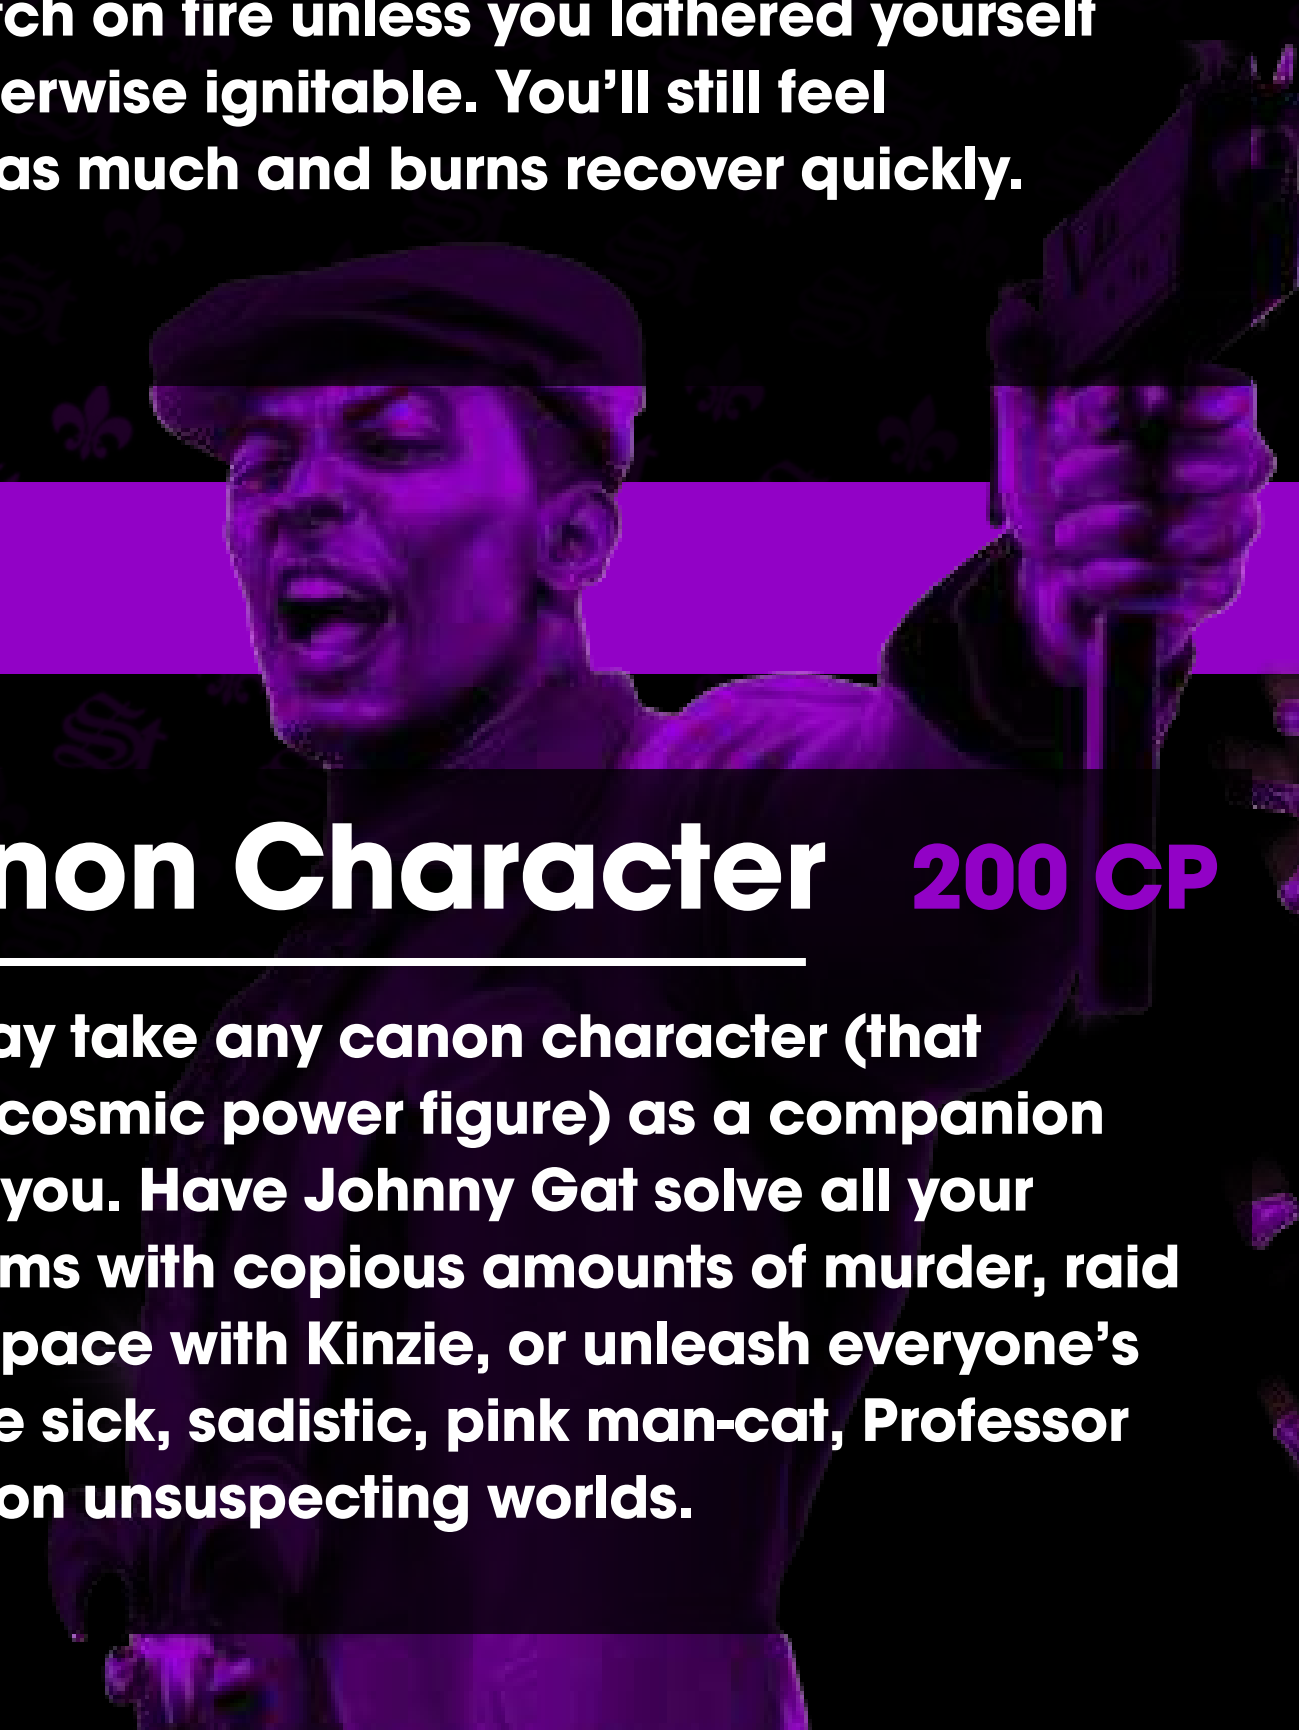 tch on fire unless you lathered yourself
erwise ignitable. You’ll still feel
as much and burns recover quickly.
non Character 200 CP
ay take any canon character (that
cosmic power figure) as a companion
you. Have Johnny Gat solve all your
ms with copious amounts of murder, raid
pace with Kinzie, or unleash everyone’s
e sick, sadistic, pink man-cat, Professor
on unsuspecting worlds.